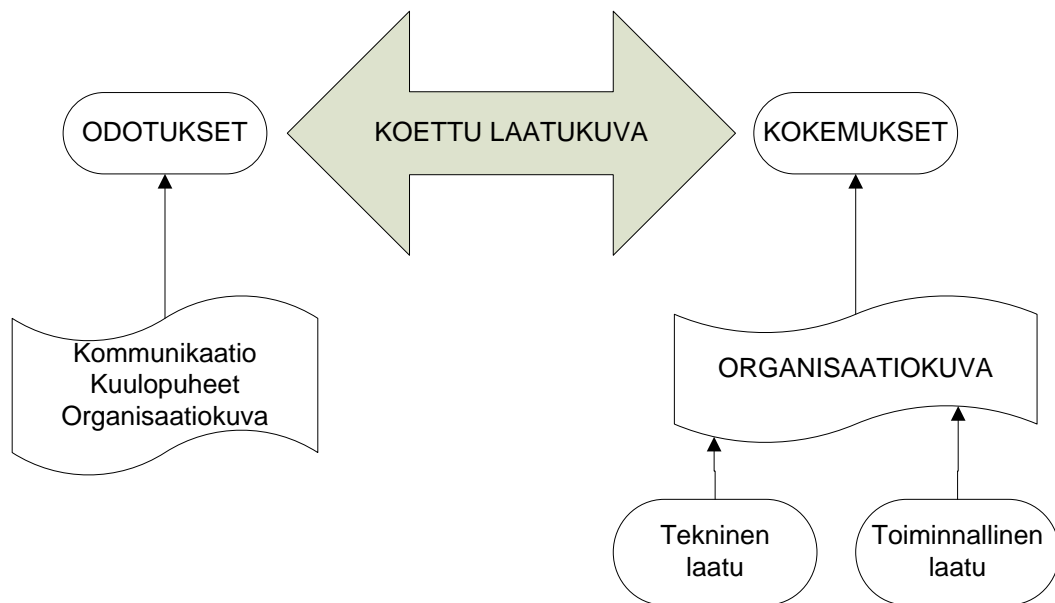 ODOTUKSET
KOETTU LAATUKUVA
KOKEMUKSET
Kommunikaatio
Kuulopuheet
Organisaatiokuva
ORGANISAATIOKUVA
Tekninen
laatu
Toiminnallinen
laatu